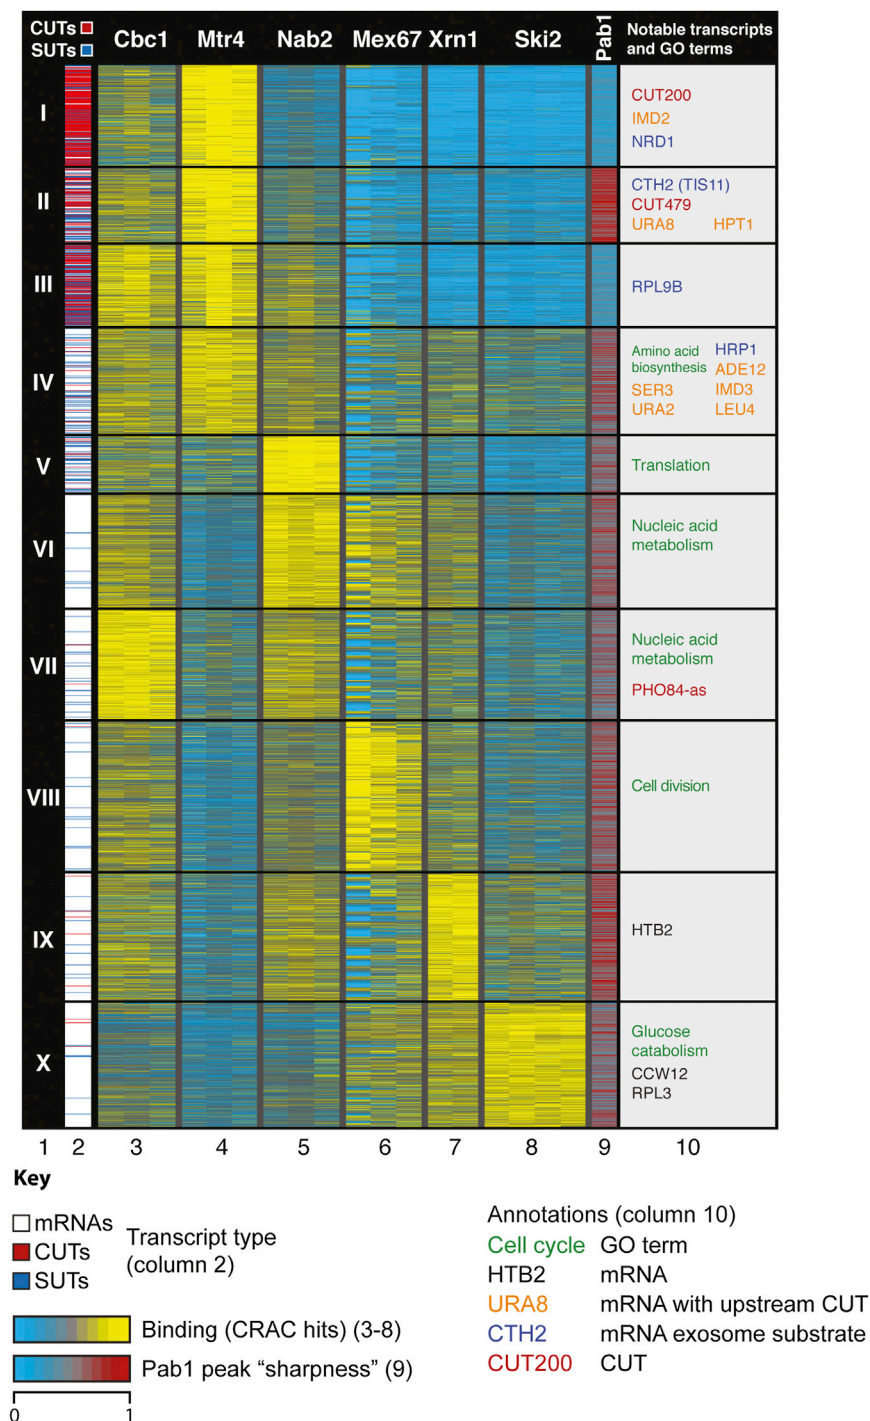 CUTs
SUTs
Cbc1 Mtr4 Nab2 Mex67 Xrn1 Ski2 Pab1
Notable transcripts
and GO terms
I
CUT200
IMD2
NRD1
II
CTH2 (TIS11)
CUT479
URA8 HPT1
III
RPL9B
IV
Amino acid
biosynthesis
HRP1
ADE12
SER3 IMD3
URA2 LEU4
V
Translation
VI
Nucleic acid
metabolism
VII
Nucleic acid
metabolism
PHO84-as
VIII
Cell division
IX
HTB2
X
Glucose
catabolism
CCW12
RPL3
1 2 3 4 5 6 7 8 9 10
Key
mRNAs
CUTs
SUTs
Transcript type
(column 2)
Binding (CRAC hits) (3-8)
Pab1 peak “sharpness” (9)
0 1
Annotations (column 10)
Cell cycle GO term
HTB2 mRNA
URA8 mRNA with upstream CUT
CTH2 mRNA exosome substrate
CUT200 CUT